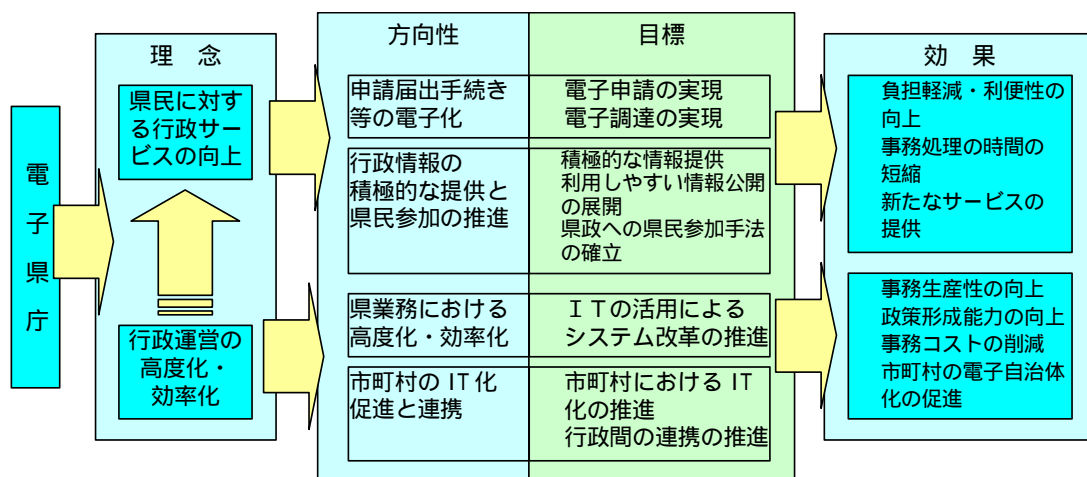 電子県庁
理　念
県民に対す
る行政サー
ビスの向上
行政運営の
高度化・
効率化
方向性
目標
申請届出手続き
等の電子化
電子申請の実現
電子調達の実現
行政情報の
積極的な提供と
県民参加の推進
積極的な情報提供
利用しやすい情報公開
の展開
県政への県民参加手法
の確立
県業務における
高度化・効率化
ＩＴの活用による
システム改革の推進
市町村の IT 化
促進と連携
市町村における IT
化の推進
行政間の連携の推進
効　果
負担軽減・利便性の
向上
事務処理の時間の
短縮
新たなサービスの
提供
事務生産性の向上
政策形成能力の向上
事務コストの削減
市町村の電子自治体
化の促進